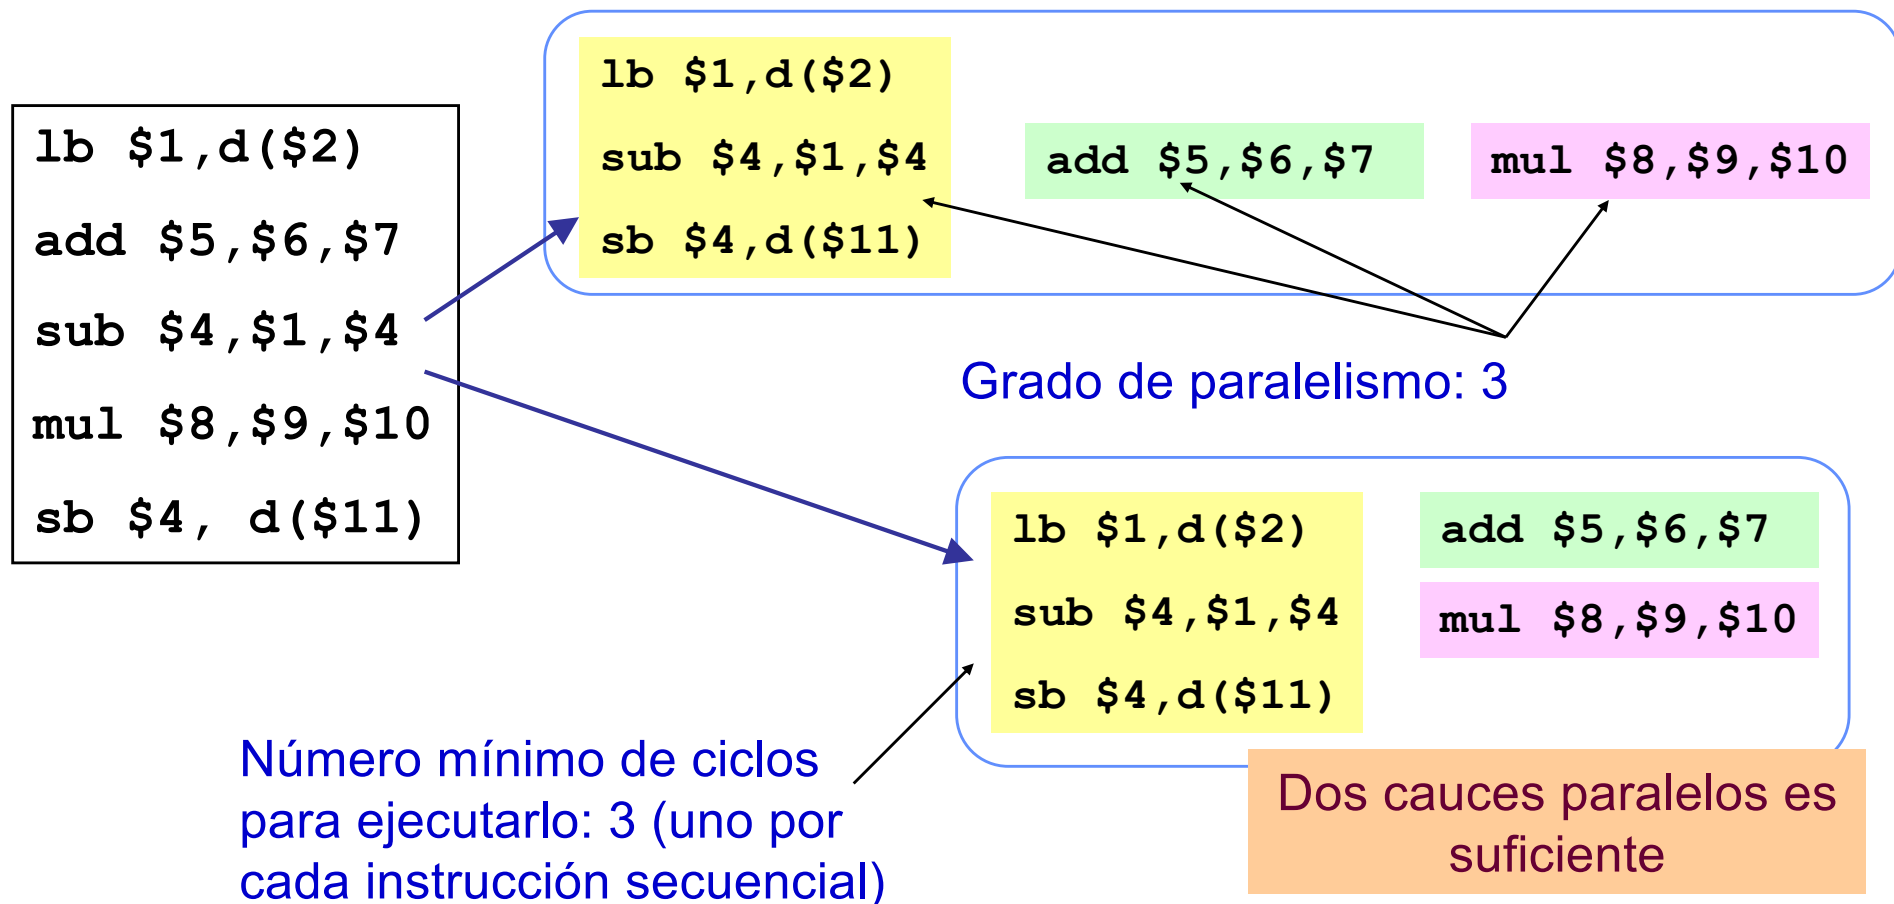 lb $1,d($2)
add $5,$6,$7
sub $4,$1,$4
mul $8,$9,$10
sb $4, d($11)
lb $1,d($2)
sub $4,$1,$4
sb $4,d($11)
add $5,$6,$7
mul $8,$9,$10
Grado de paralelismo: 3
lb $1,d($2)
sub $4,$1,$4
sb $4,d($11)
add $5,$6,$7
mul $8,$9,$10
Número mínimo de ciclos
para ejecutarlo: 3 (uno por
cada instrucción secuencial)
Dos cauces paralelos es
suficiente